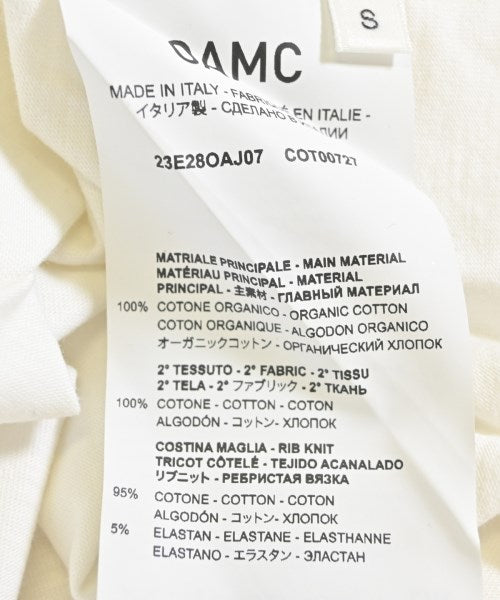 S
OAMC
MADE IN ITALY - FABRIQUÉ EN ITALIE -
イタリア製 - СДЕЛАНО В ИТАЛИИ
23E28OAJ07 COT00727
MATRIALE PRINCIPALE - MAIN MATERIAL
MATÉRIAU PRINCIPAL - MATERIAL
PRINCIPAL - 主素材 - ГЛАВНЫЙ МАТЕРИАЛ
100% COTONE ORGANICO - ORGANIC COTTON
COTON ORGANIQUE - ALGODON ORGANICO
オーガニックコットン - ОРГАНИЧЕСКИЙ ХЛОПОК
2° TESSUTO - 2° FABRIC - 2° TISSU
2° TELA - 2° ファブリック - 2° ТКАНЬ
100% COTONE - COTTON - COTON
ALGODÓN - コットン- ХЛОПОК
COSTINA MAGLIA - RIB KNIT
TRICOT CÔTELÉ - TEJIDO ACANALADO
リブニット - РЕБРИСТАЯ ВЯЗКА
95% COTONE - COTTON - COTON
ALGODÓN - コットン- ХЛОПОК
5% ELASTAN - ELASTANE - ELASTHANNE
ELASTANO - エラスタン - ЭЛАСТАН